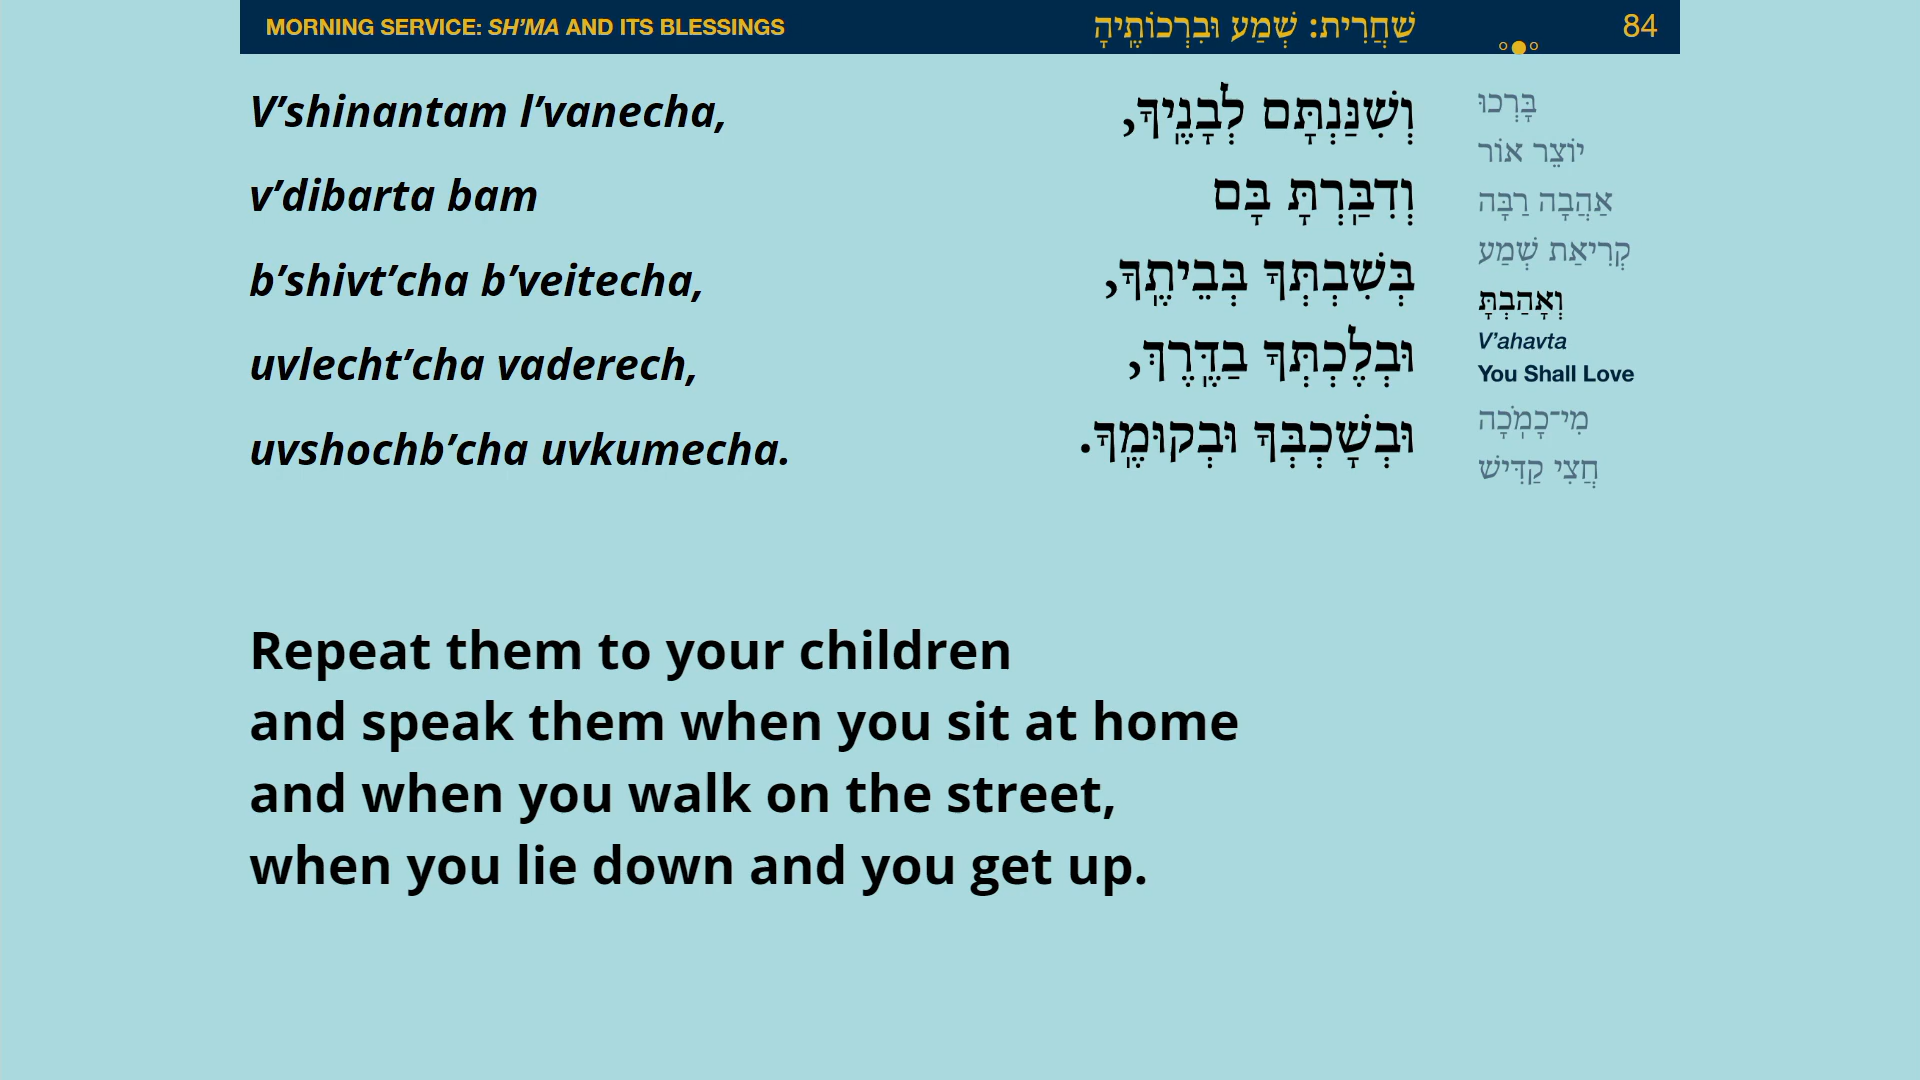 MORNING SERVICE: SH’MA AND ITS BLESSINGS
שַׁחֲרִית: שְׁמַע וּבִרְכוֹתֶֽיהָ
84
V’shinantam l’vanecha,
v’dibarta bam
b’shivt’cha b’veitecha,
uvlecht’cha vaderech,
uvshochb’cha uvkumecha.
וְשִׁנַּנְתָּם לְבָנֶֽיךָ,
וְדִבַּֽרְתָּ בָּם
בְּשִׁבְתְּךָ בְּבֵיתֶֽךָ,
וּבְלֶכְתְּךָ בַדֶּֽרֶךְ,
וּבְשָׁכְבְּךָ וּבְקוּמֶֽךָ.
בָּרְכוּ
יוֹצֵר אוֹר
אַהֲבָה רַבָּה
קְרִיאַת שְׁמַע
וְאָהַבְתָּ
V’ahavta
You Shall Love
מִי־כָמֹֽכָה
חֲצִי קַדִּישׁ
Repeat them to your children
and speak them when you sit at home
and when you walk on the street,
when you lie down and you get up.